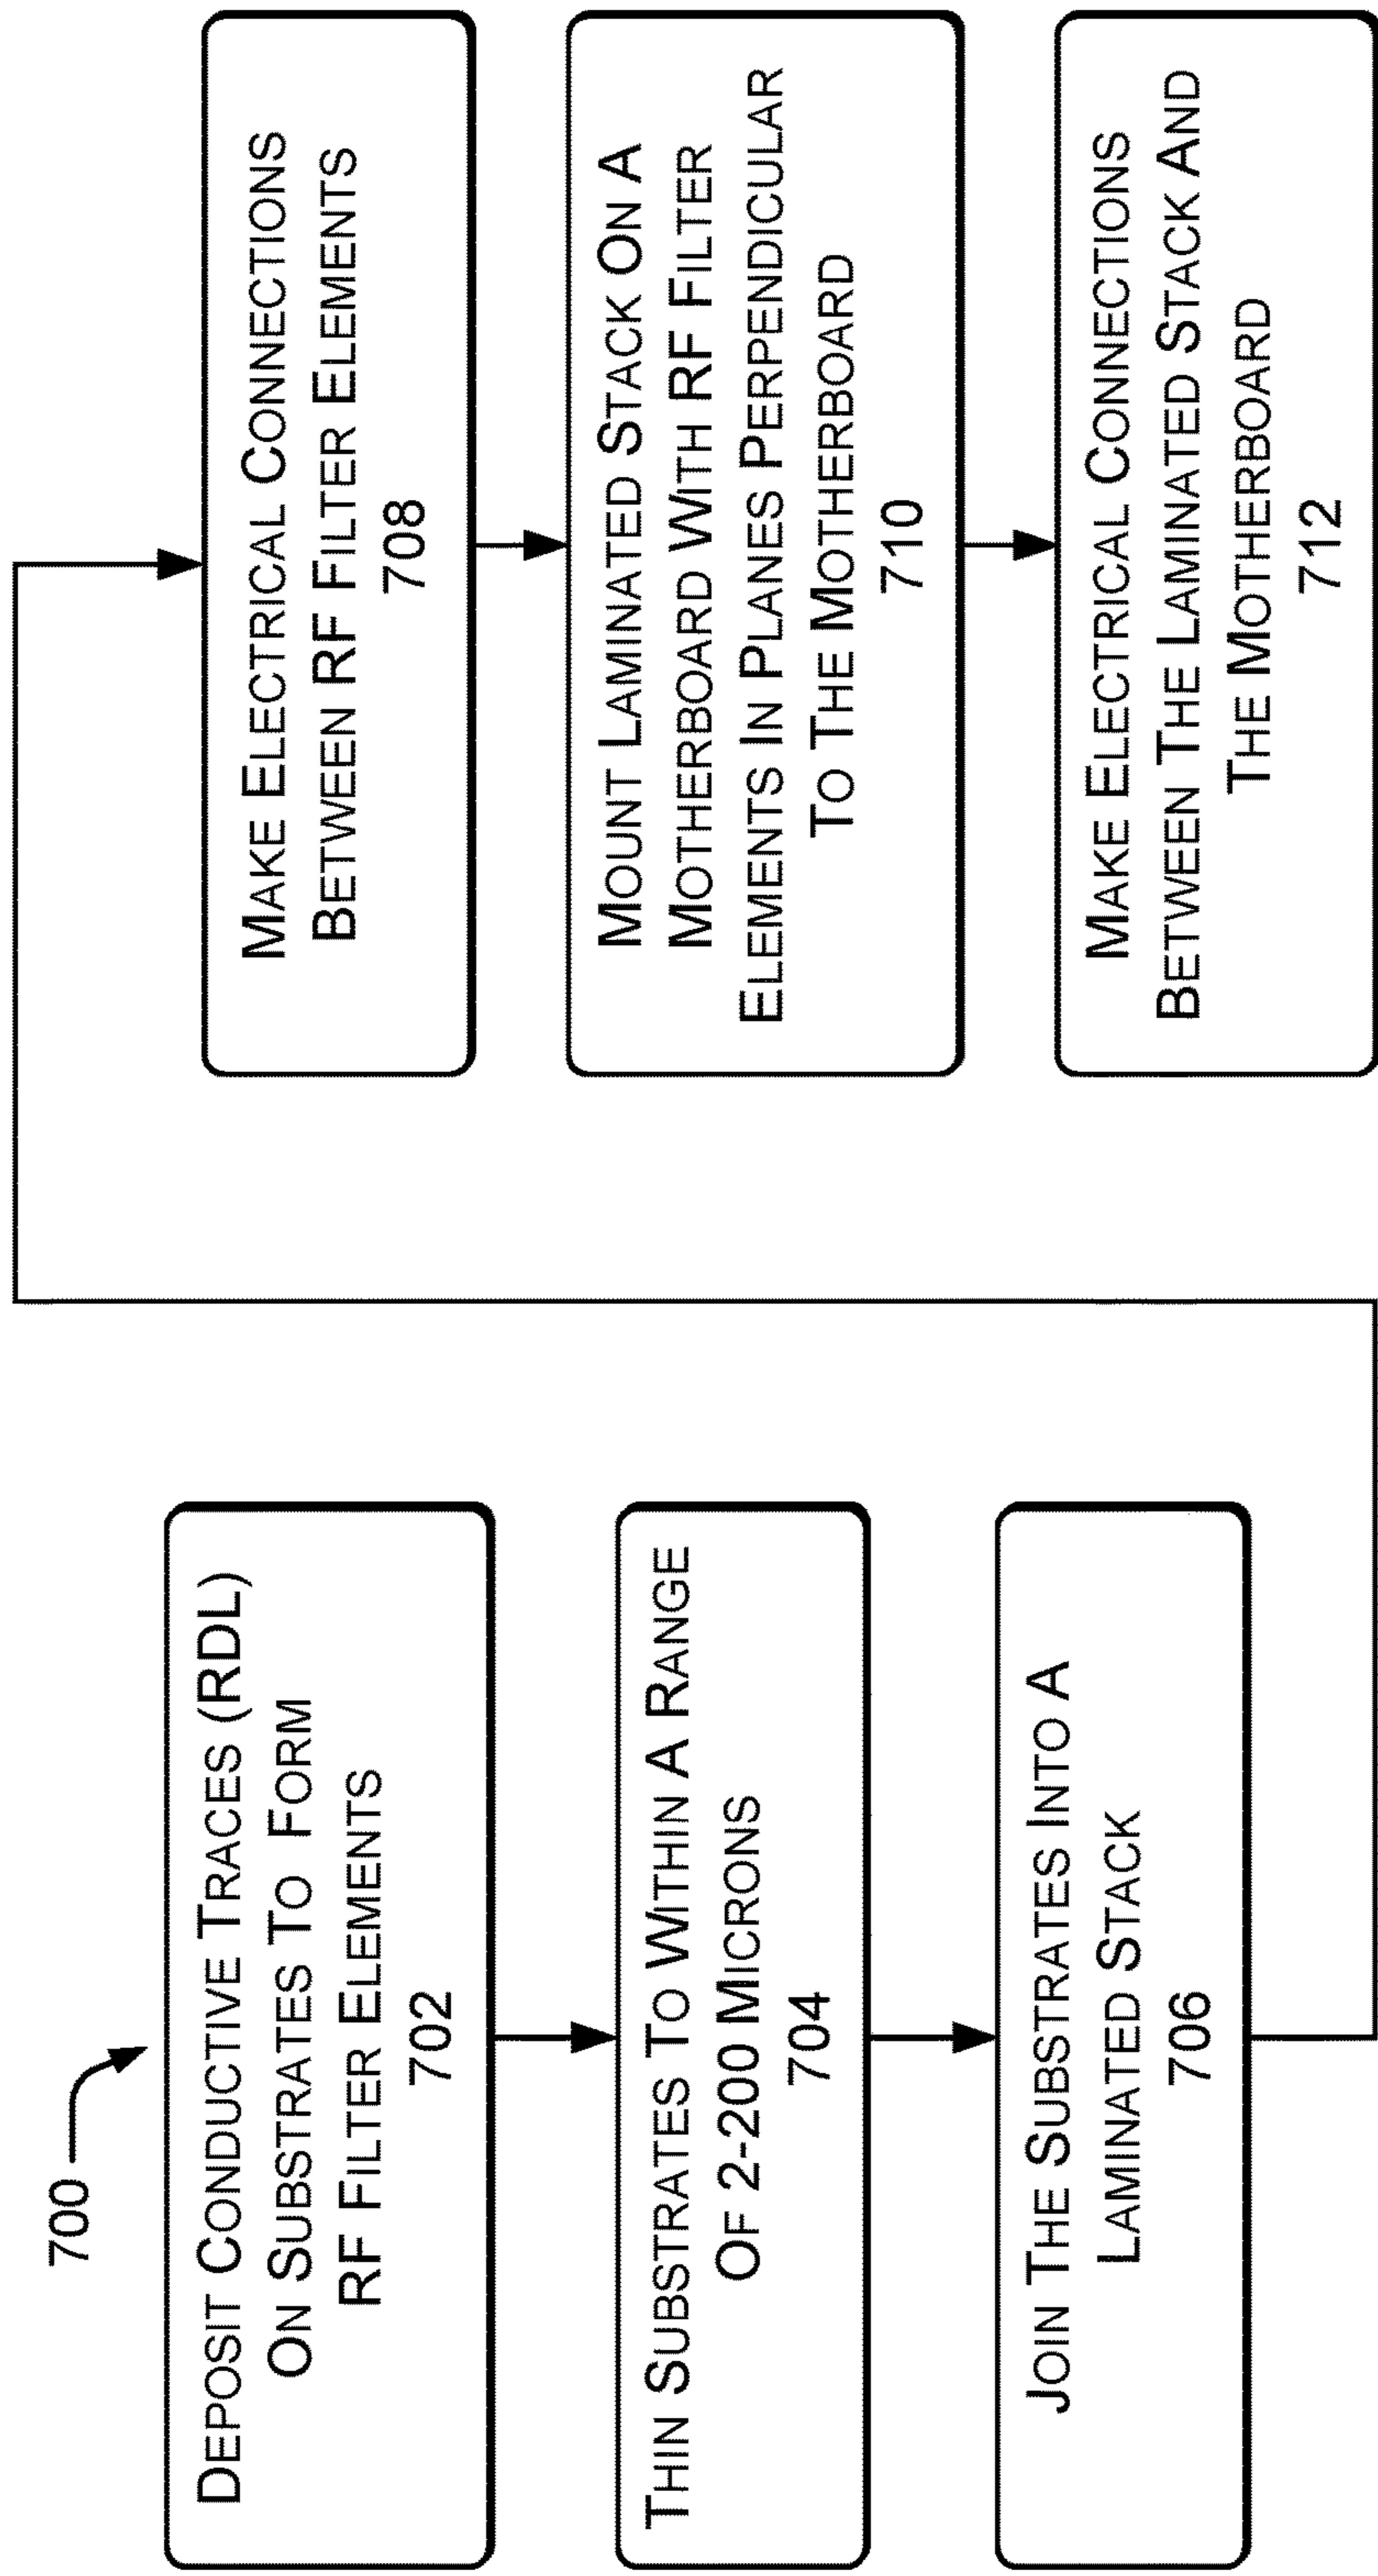 700
DEPOSIT CONDUCTIVE TRACES (RDL)
ON SUBSTRATES TO FORM
RF FILTER ELEMENTS
702
THIN SUBSTRATES TO WITHIN A RANGE
OF 2-200 MICRONS
704
JOIN THE SUBSTRATES INTO A
LAMINATED STACK
706
MAKE ELECTRICAL CONNECTIONS
BETWEEN RF FILTER ELEMENTS
708
MOUNT LAMINATED STACK ON A
MOTHERBOARD WITH RF FILTER
ELEMENTS IN PLANES PERPENDICULAR
TO THE MOTHERBOARD
710
MAKE ELECTRICAL CONNECTIONS
BETWEEN THE LAMINATED STACK AND
THE MOTHERBOARD
712